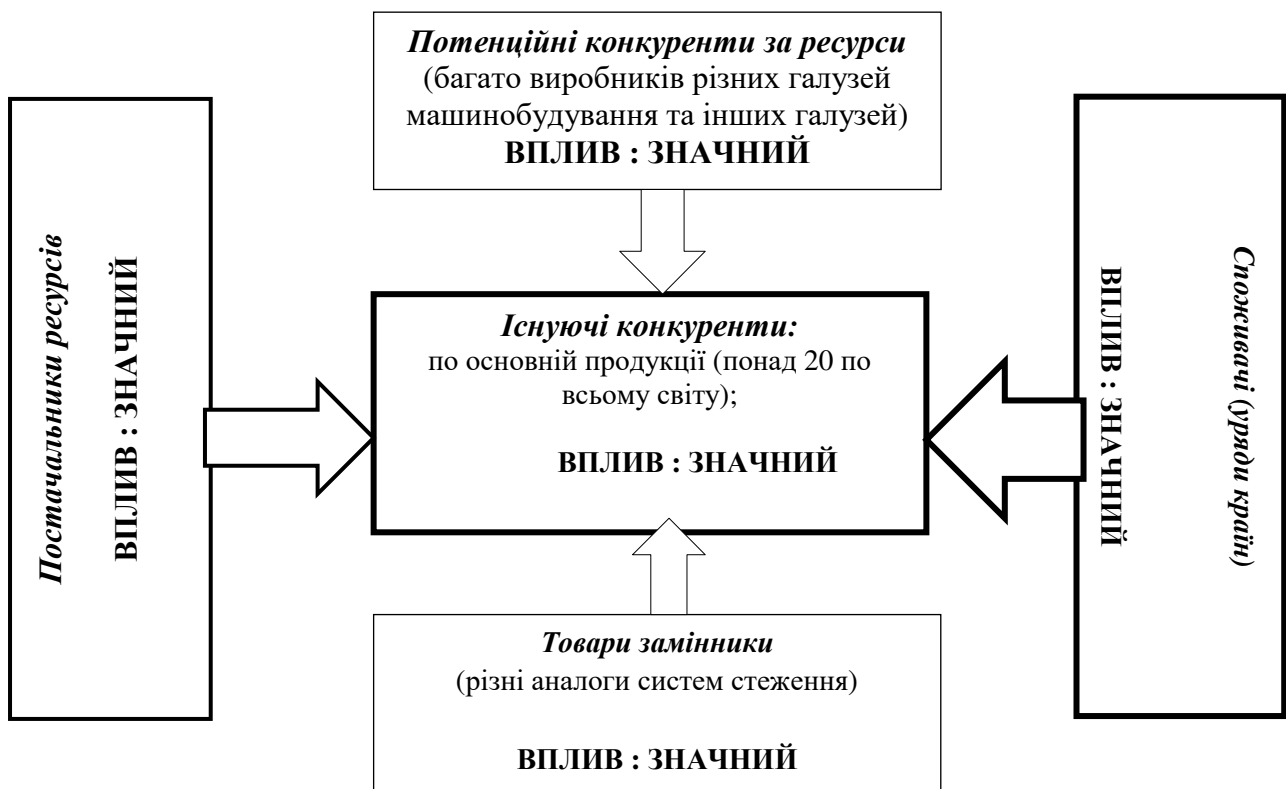 Потенційні конкуренти за ресурси
(багато виробників різних галузей
машинобудування та інших галузей)
ВПЛИВ : ЗНАЧНИЙ
Постачальники ресурсів
ВПЛИВ : ЗНАЧНИЙ
Існуючі конкуренти:
по основній продукції (понад 20 по
всьому світу);
ВПЛИВ : ЗНАЧНИЙ
Споживачі (уряди країн)
ВПЛИВ : ЗНАЧНИЙ
Товари замінники
(різні аналоги систем стеження)
ВПЛИВ : ЗНАЧНИЙ